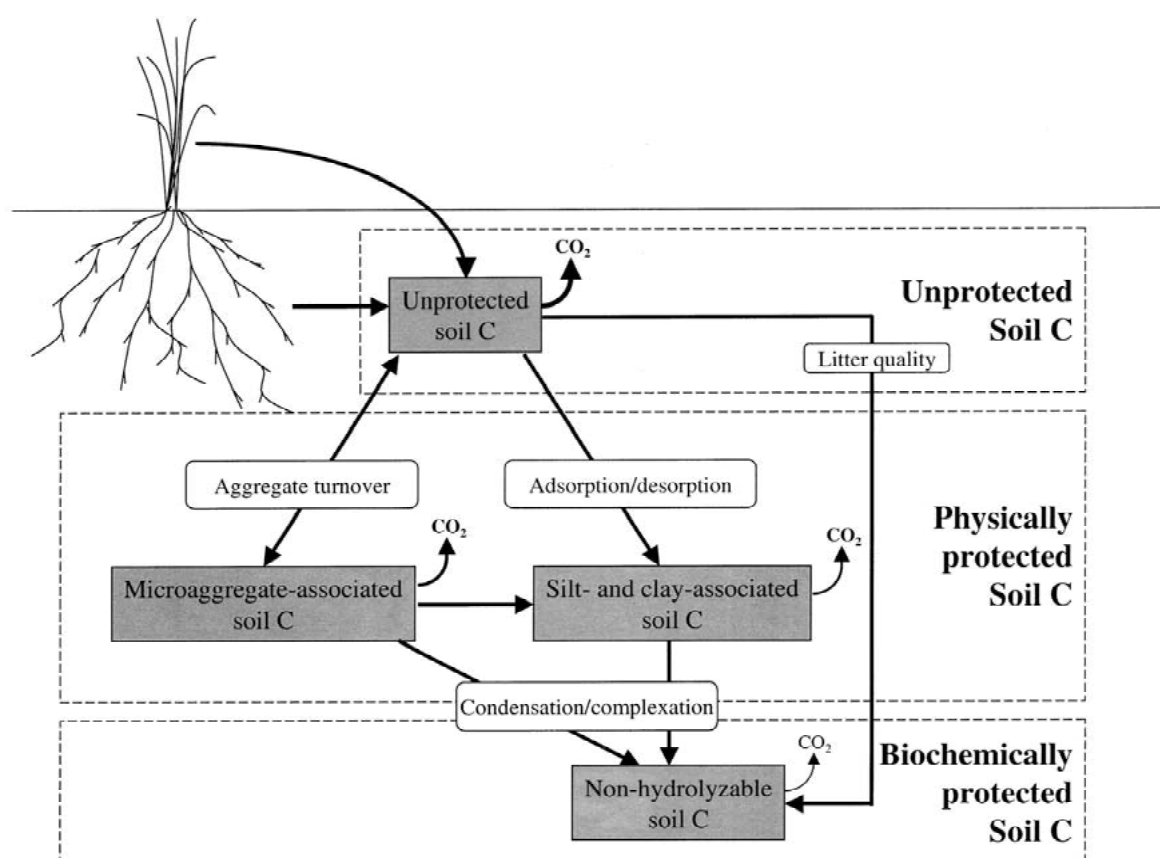 CO₂
Unprotected
soil C
Unprotected
Soil C
Litter quality
Aggregate turnover
Adsorption/desorption
CO₂
CO₂
Physically
protected
Soil C
Microaggregate-associated
soil C
Silt- and clay-associated
soil C
Condensation/complexation
CO₂
Non-hydrolyzable
soil C
Biochemically
protected
Soil C